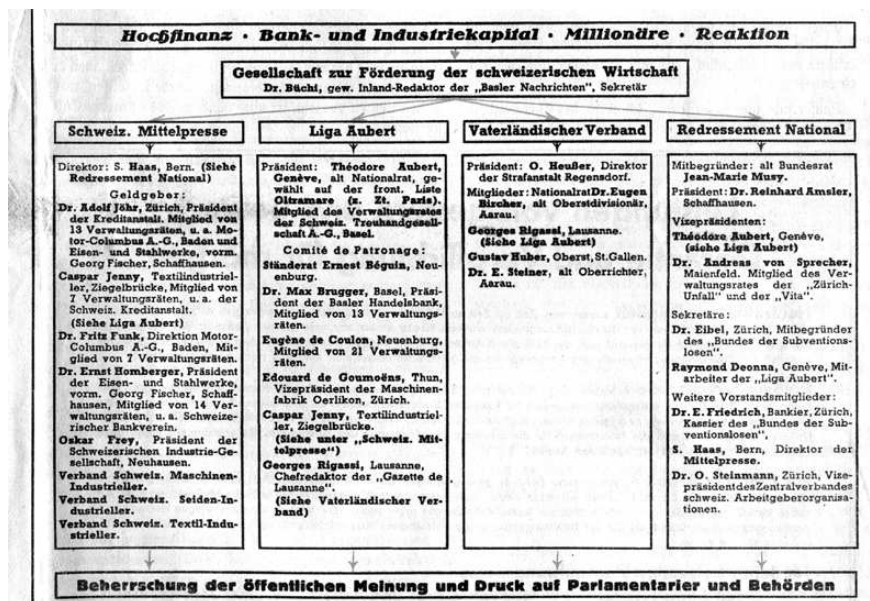 Hochfinanz · Bank- und Industriekapital · Millionäre · Reaktion
Gesellschaft zur Förderung der schweizerischen Wirtschaft
Dr. Büchi, gew. Inland-Redaktor der „Basler Nachrichten“, Sekretär
Schweiz. Mittelpresse
Direktor: S. Haas, Bern. (Siehe
Redressement National)
Geldgeber:
Dr. Adolf Jöhr, Zürich, Präsident
der Kreditanstalt. Mitglied von
13 Verwaltungsräten, u. a. Mo-
tor-Columbus A.-G., Baden und
Eisen- und Stahlwerke, vorm.
Georg Fischer, Schaffhausen.
Caspar Jenny, Textilindustriel-
ler, Ziegelbrücke, Mitglied von
7 Verwaltungsräten, u. a. der
Schweiz. Kreditanstalt.
(Siehe Liga Aubert)
Dr. Fritz Funk, Direktion Motor-
Columbus A.-G., Baden, Mit-
glied von 7 Verwaltungsräten.
Dr. Ernst Homberger, Präsident
der Eisen- und Stahlwerke,
vorm. Georg Fischer, Schaff-
hausen, Mitglied von 14 Ver-
waltungsräten, u. a. Schweize-
rischer Bankverein.
Oskar Frey, Präsident der
Schweizerischen Industrie-Ge-
sellschaft, Neuhausen.
Verband Schweiz. Maschinen-
Industrieller.
Verband Schweiz. Seiden-In-
dustrieller.
Verband Schweiz. Textil-Indu-
strieller.
Liga Aubert
Präsident: Théodore Aubert,
Genève, alt Nationalrat, ge-
wählt auf der front. Liste
Oltramare (z. Zt. Paris).
Mitglied des Verwaltungsrates
der Schweiz. Treuhandgesell-
schaft A.-G., Basel.
Comité de Patronage:
Ständerat Ernest Béguin, Neu-
enburg.
Dr. Max Brugger, Basel, Präsi-
dent der Basler Handelsbank,
Mitglied von 13 Verwaltungs-
räten.
Eugène de Coulon, Neuenburg,
Mitglied von 21 Verwaltungs-
räten.
Edouard de Goumoëns, Thun,
Vizepräsident der Maschinen-
fabrik Oerlikon, Zürich.
Caspar Jenny, Textilindustriel-
ler, Ziegelbrücke.
(Siehe unter „Schweiz. Mit-
telpresse“)
Georges Rigassi, Lausanne,
Chefredactor der „Gazette de
Lausanne“.
(Siehe Vaterländischer Ver-
band)
Vaterländischer Verband
Präsident: O. Heußer, Direktor
der Strafanstalt Regensdorf.
Mitglieder: Nationalrat Dr. Eugen
Bircher, alt Oberstdivisionär,
Aarau.
Georges Rigassi, Lausanne.
(Siehe Liga Aubert)
Gustav Huber, Oberst, St. Gallen.
Dr. E. Steiner, alt Oberrichter,
Aarau.
Redressement National
Mitbegründer: alt Bundesrat
Jean-Marie Musy.
Präsident: Dr. Reinhard Amsler,
Schaffhausen.
Vizepräsidenten:
Théodore Aubert, Genève,
(siehe Liga Aubert)
Dr. Andreas von Sprecher,
Maienfeld. Mitglied des Ver-
waltungsrates der „Zürich-
Unfall“ und der „Vita“.
Sekretäre:
Dr. Eibel, Zürich, Mitbegründer
des „Bundes der Subventions-
losen“.
Raymond Deonna, Genève, Mit-
arbeiter der „Liga Aubert“.
Weitere Vorstandsmitglieder:
Dr. E. Friedrich, Bankier, Zürich,
Kassier des „Bundes der Sub-
ventionslosen“.
S. Haas, Bern, Direktor der
Mittelpresse.
Dr. O. Steinmann, Zürich, Vize-
präsident des Zentralverbandes
schweiz. Arbeitgeberorganisa-
tionen.
Beherrschung der öffentlichen Meinung und Druck auf Parlamentarier und Behörden